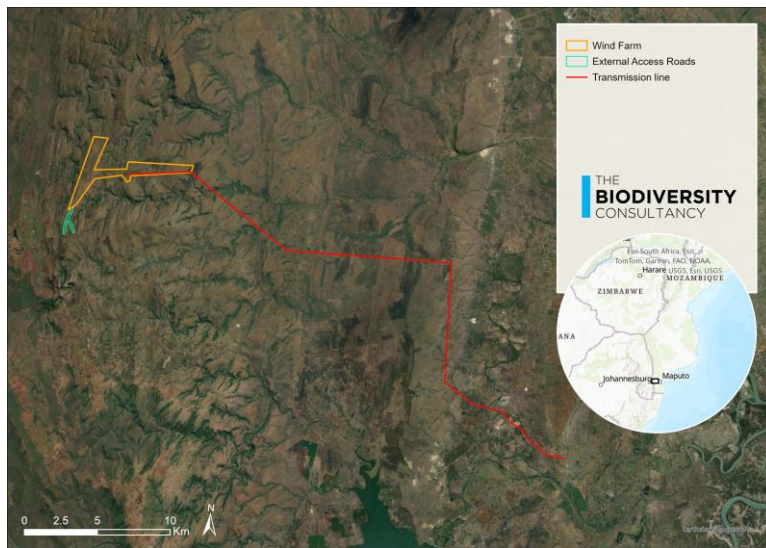 Wind Farm
External Access Roads
Transmission line
THE
BIODIVERSITY
CONSULTANCY
Esri South Africa, Esri,
TomTom, Garmin, FAO, NOAA,
Harare USGS, Esri, USGS
MOZAMBIQUE
ZIMBABWE
ANA
Johannesburg
Maputo
N
0 2.5 5 10
Km